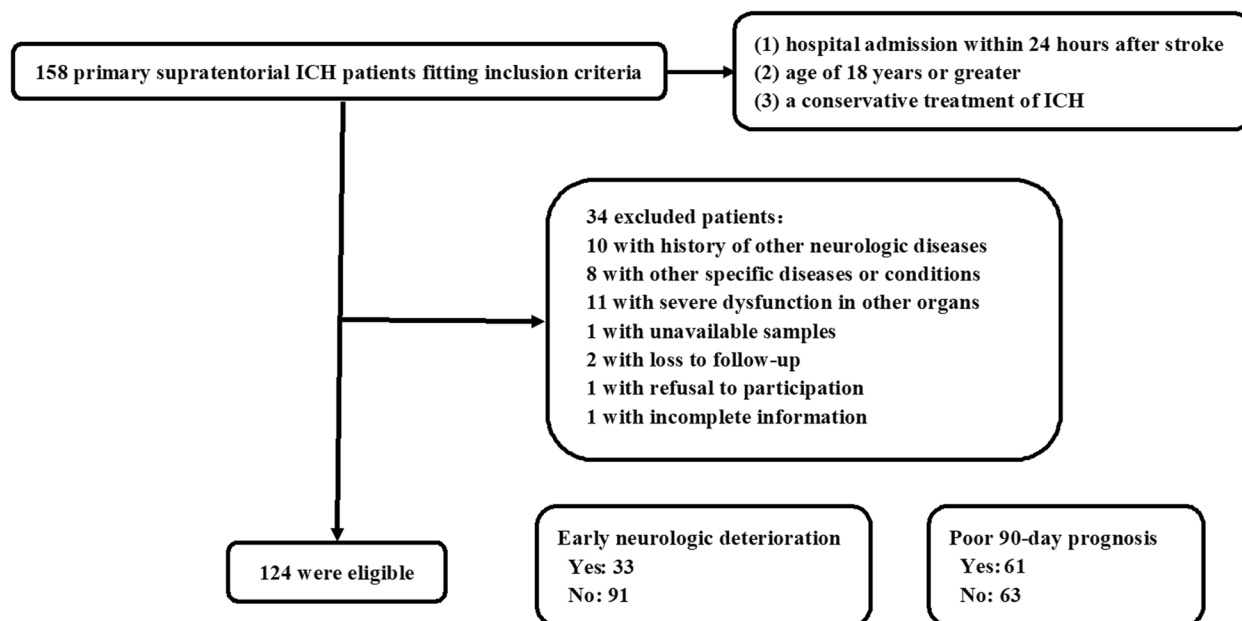 158 primary supratentorial ICH patients fitting inclusion criteria
(1) hospital admission within 24 hours after stroke
(2) age of 18 years or greater
(3) a conservative treatment of ICH
34 excluded patients:
10 with history of other neurologic diseases
8 with other specific diseases or conditions
11 with severe dysfunction in other organs
1 with unavailable samples
2 with loss to follow-up
1 with refusal to participation
1 with incomplete information
124 were eligible
Early neurologic deterioration
Yes: 33
No: 91
Poor 90-day prognosis
Yes: 61
No: 63